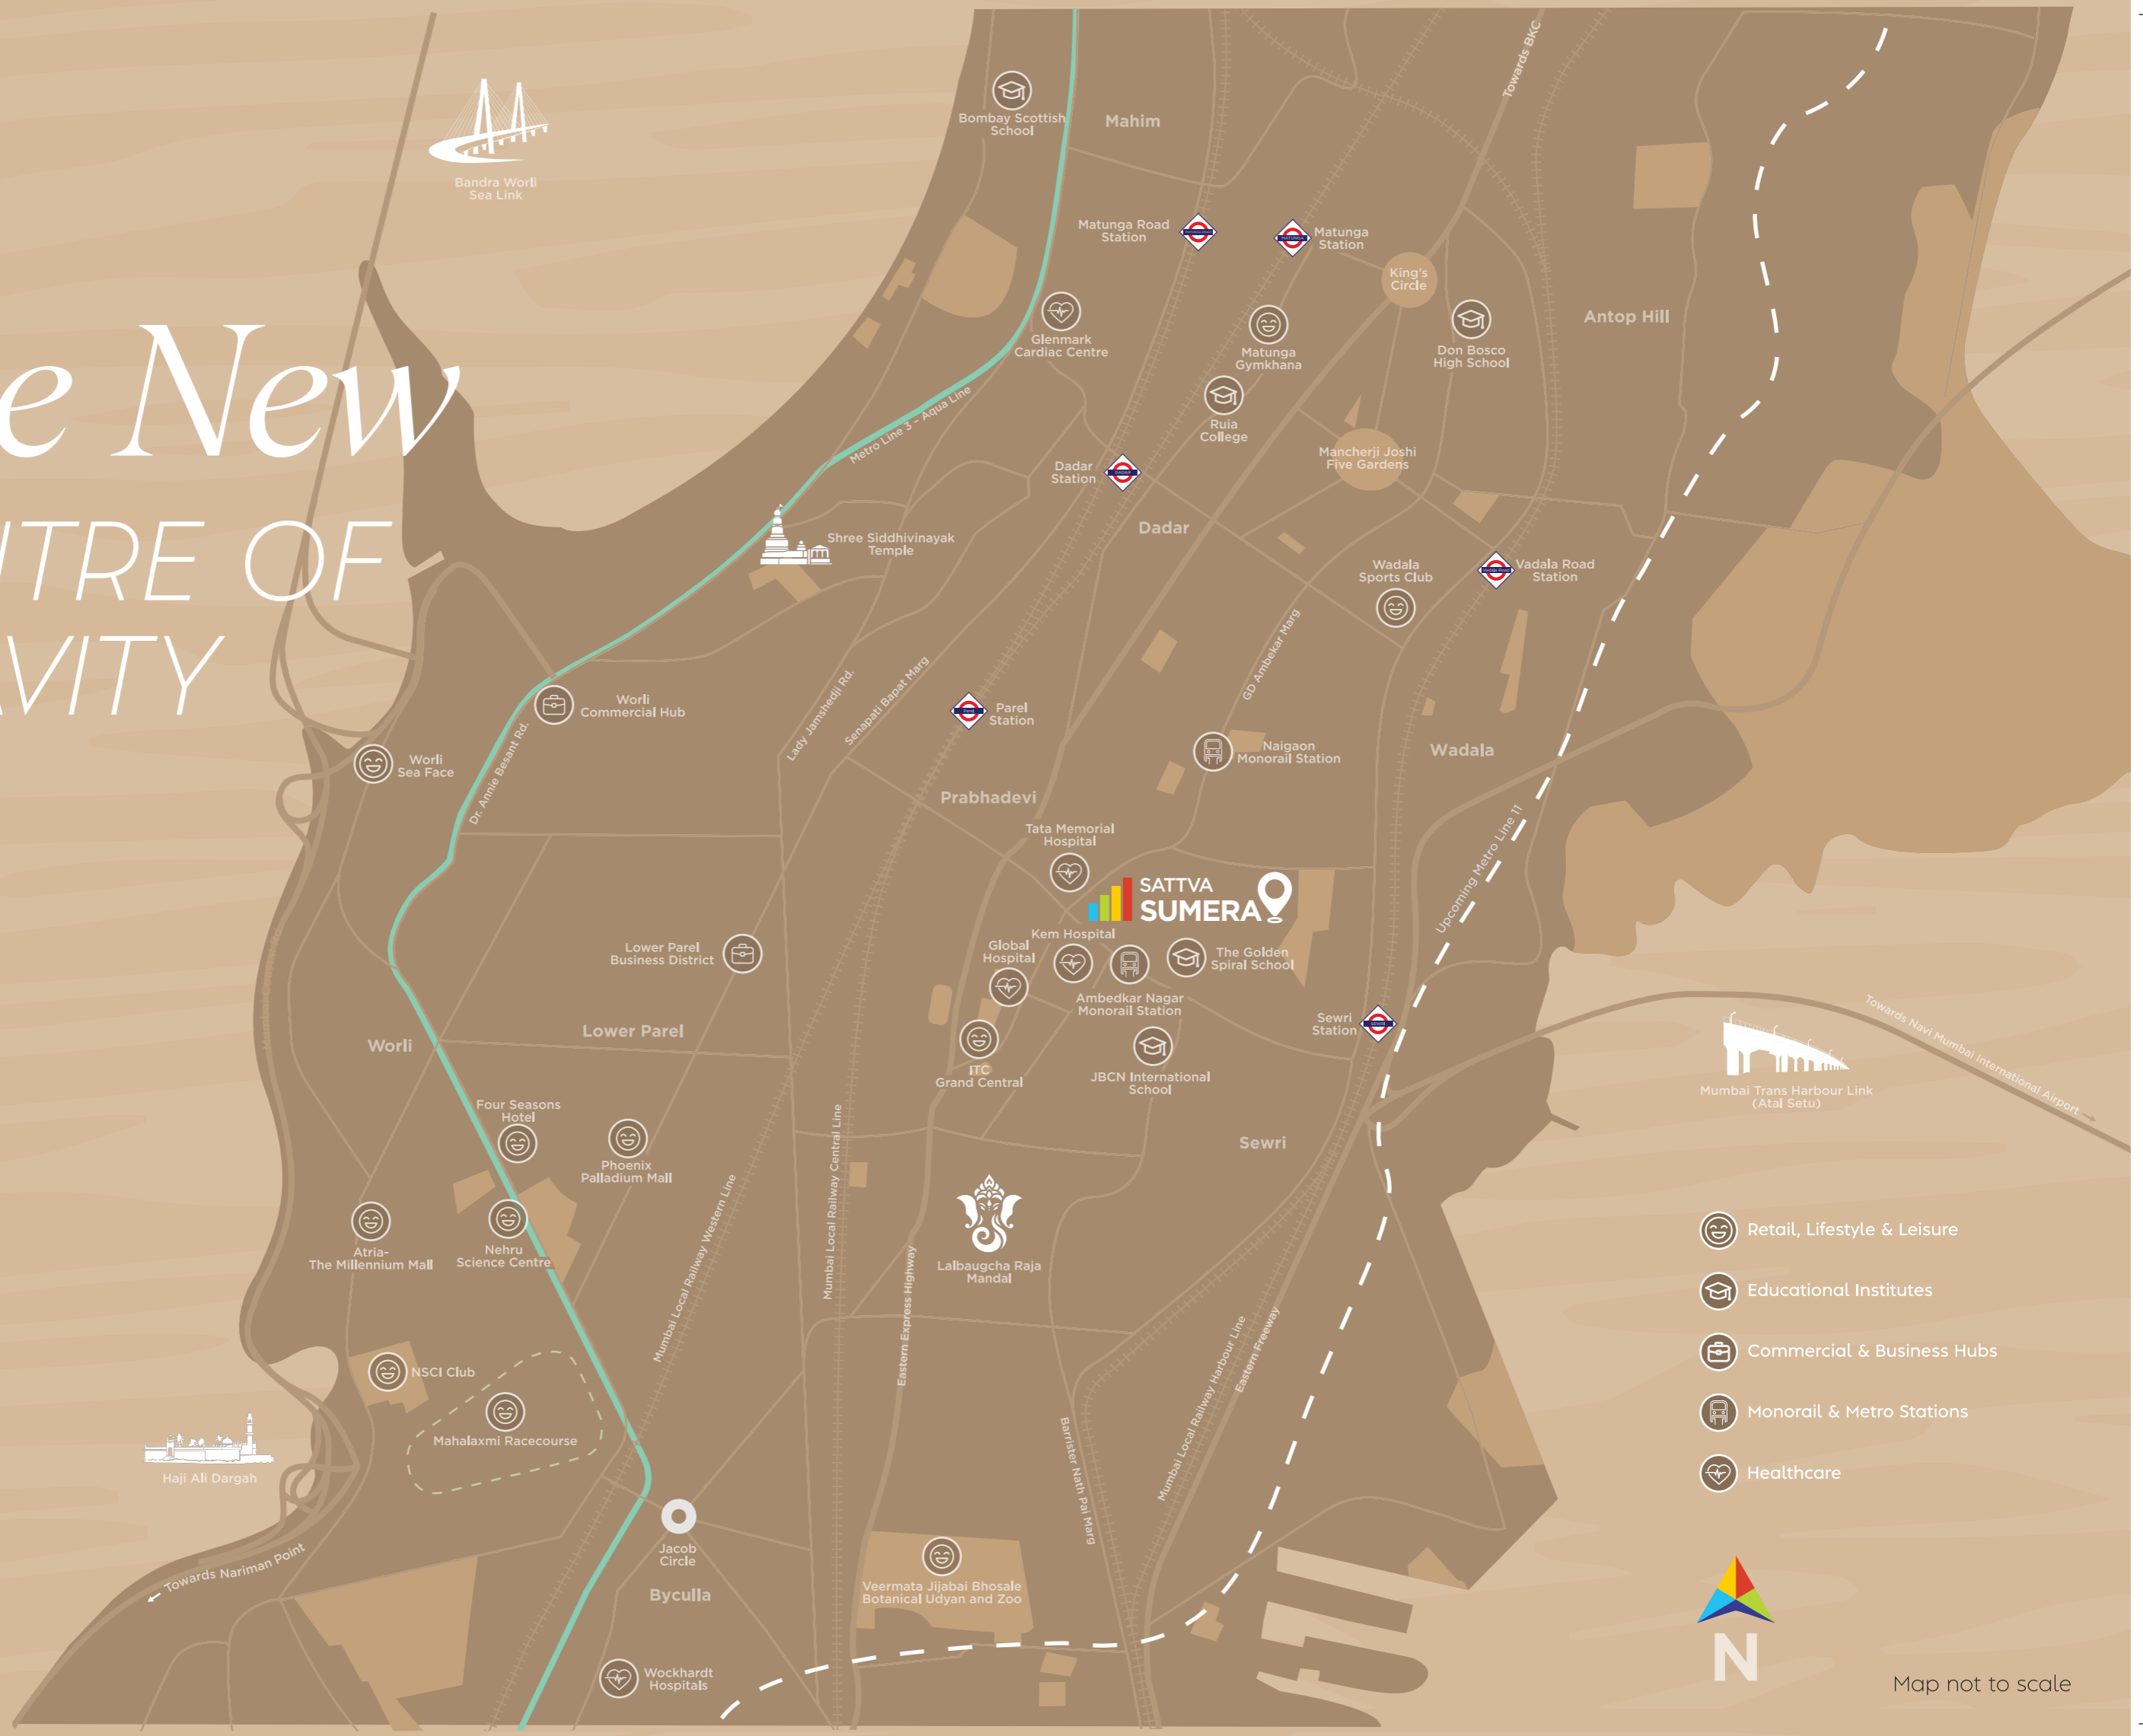 e New
NTRE OF
AVITY
Bandra Worli
Sea Link
Bombay Scottish
School
Mahim
Towards BKC
Matunga Road
Station
Matunga
Station
MATUNGA
King's
Circle
Antop Hill
Glenmark
Cardiac Centre
Matunga
Gymkhana
Don Bosco
High School
Ruia
College
Metro Line 3 - Aqua Line
Dadar
Station
DADAR
Mancherji Joshi
Five Gardens
Dadar
Shree Siddhivinayak
Temple
Wadala
Sports Club
Vadala Road
Station
Vadala Road
GD Ambekar Marg
Worli
Commercial Hub
Lady Jamshedji Rd.
Senapati Bapat Marg
Parel
Station
Parel
Worli
Sea Face
Dr. Annie Besant Rd.
Naigaon
Monorail Station
Wadala
Prabhadevi
Tata Memorial
Hospital
Upcoming Metro Line 11
SATTVA
SUMERA
Kem Hospital
Global
Hospital
The Golden
Spiral School
Lower Parel
Business District
Ambedkar Nagar
Monorail Station
Sewri
Station
SEWRI
Towards Navi Mumbai International Airport
Lower Parel
Worli
ITC
Grand Central
JBCN International
School
Mumbai Trans Harbour Link
(Atal Setu)
Four Seasons
Hotel
Phoenix
Palladium Mall
Mumbai Local Railway Central Line
Sewri
Mumbai Local Railway Western Line
Atria-
The Millennium Mall
Nehru
Science Centre
Eastern Express Highway
Lalbaugcha Raja
Mandal
Retail, Lifestyle & Leisure
Educational Institutes
Commercial & Business Hubs
Monorail & Metro Stations
Healthcare
Mumbai Local Railway Harbour Line
Eastern Freeway
NSCI Club
Mahalaxmi Racecourse
Haji Ali Dargah
Barrister Nath Pai Marg
Towards Nariman Point
Jacob
Circle
Byculla
Veermata Jijabai Bhosale
Botanical Udyan and Zoo
Wockhardt
Hospitals
N
Map not to scale